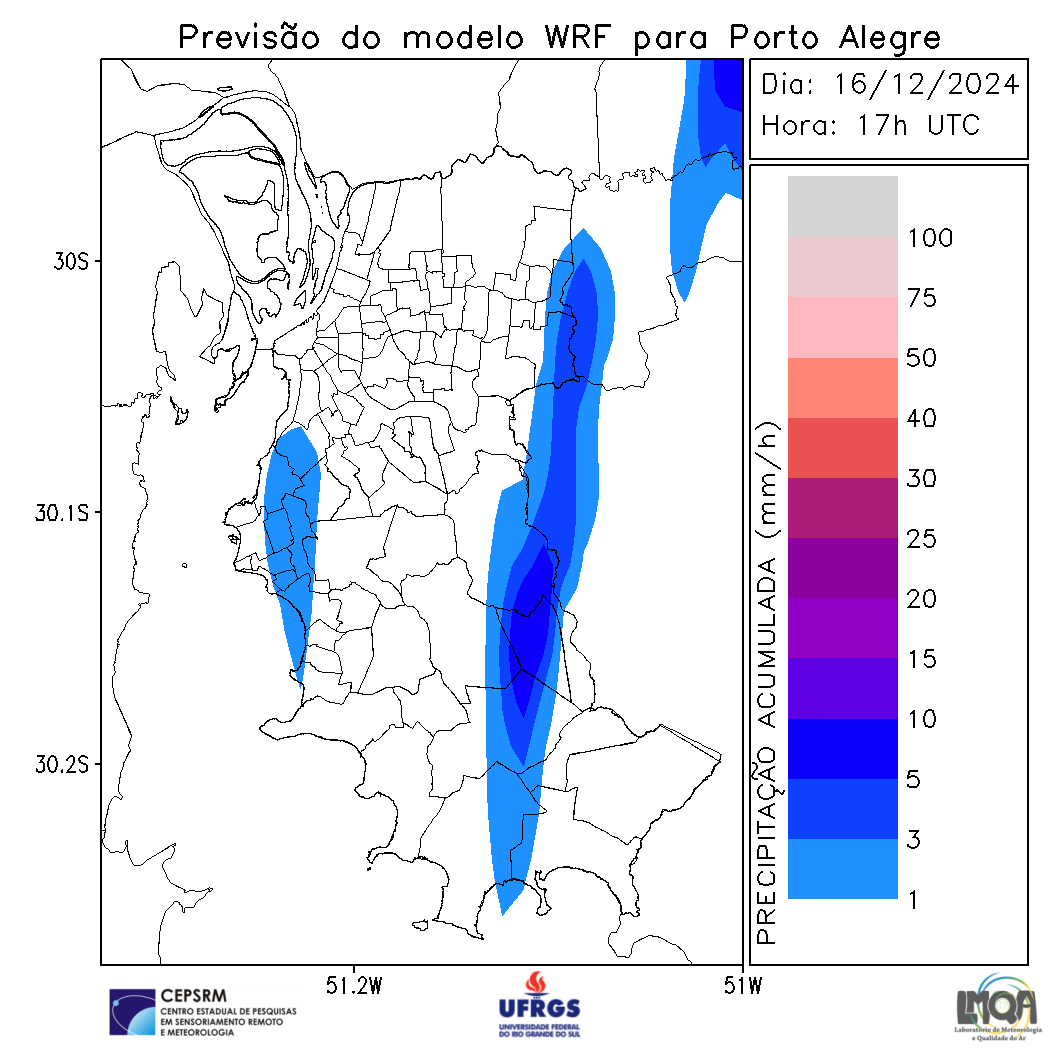 Previsão do modelo WRF para Porto Alegre
Dia: 16/12/2024
Hora: 17h UTC
PRECIPITAÇÃO ACUMULADA (mm/h)
100
75
50
40
30
25
20
15
10
5
3
1
30S
30.1S
30.2S
51.2W
51W
CEPSRM
CENTRO ESTADUAL DE PESQUISAS
EM SENSORIAMENTO REMOTO
E METEOROLOGIA
UFRGS
UNIVERSIDADE FEDERAL
DO RIO GRANDE DO SUL
LMQA
Laboratório de Meteorologia
e Qualidade do Ar